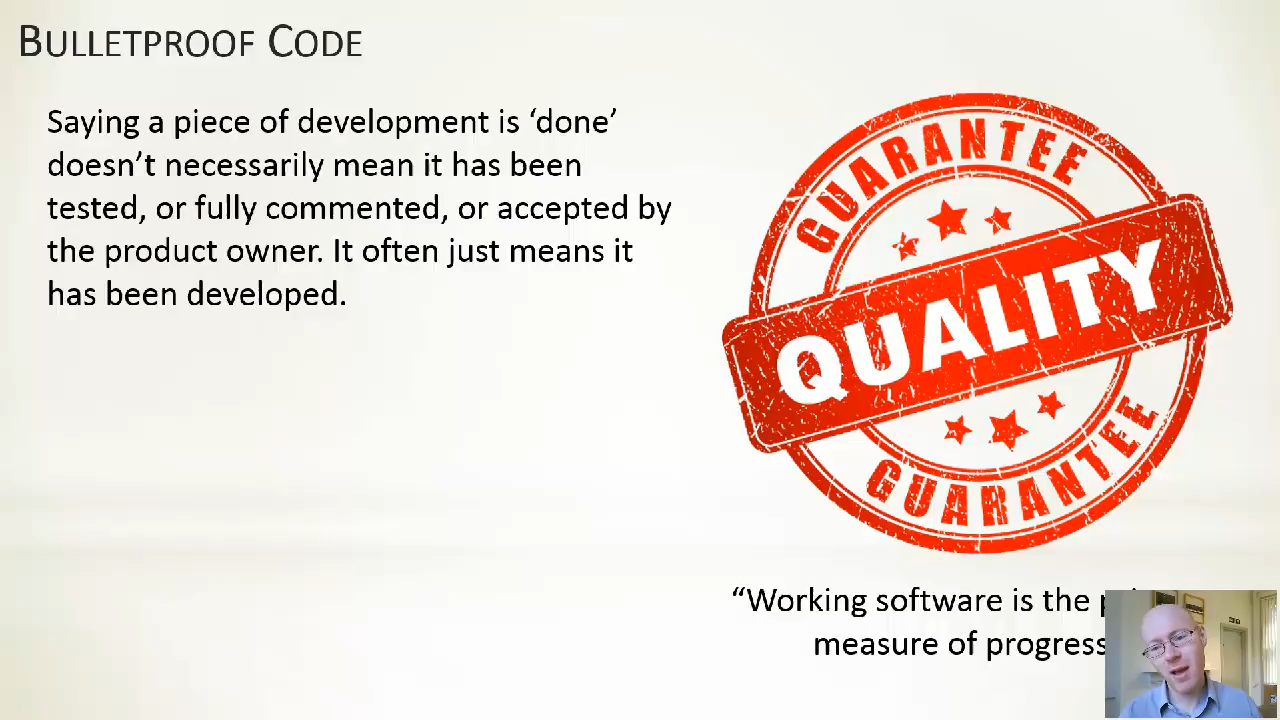 BULLETPROOF CODE
Saying a piece of development is ‘done’
doesn’t necessarily mean it has been
tested, or fully commented, or accepted by
the product owner. It often just means it
has been developed.
GUARANTEE
QUALITY
GUARANTEE
“Working software is the
measure of progress